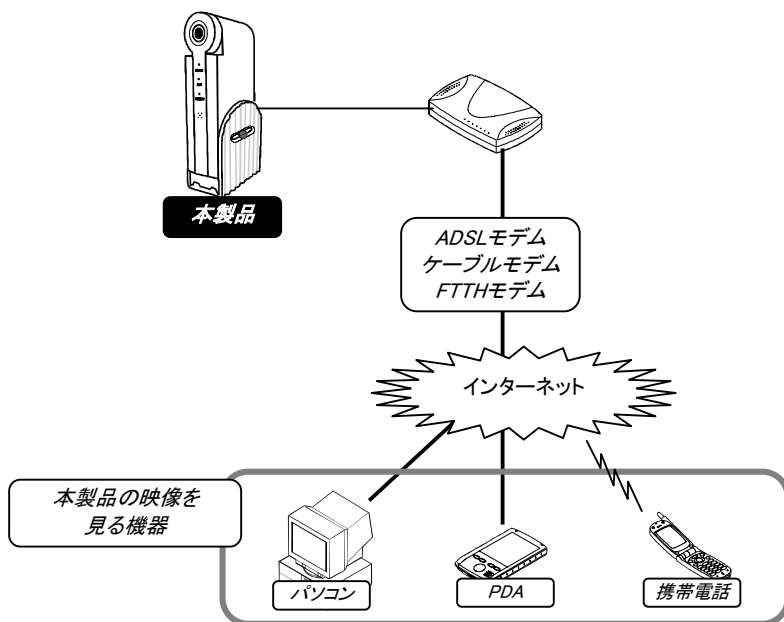 本製品
ADSLモデム
ケーブルモデム
FTTHモデム
インターネット
本製品の映像を
見る機器
パソコン
PDA
携帯電話